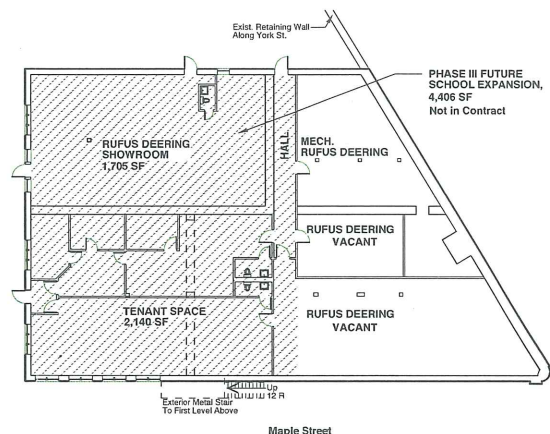 Exist. Retaining Wall
Along York St.
PHASE III FUTURE
SCHOOL EXPANSION,
4,406 SF
Not in Contract
RUFUS DEERING
SHOWROOM
1,705 SF
HALL
MECH.
RUFUS DEERING
RUFUS DEERING
VACANT
TENANT SPACE
2,140 SF
RUFUS DEERING
VACANT
Up
12 R
Exterior Metal Stair
To First Level Above
Maple Street